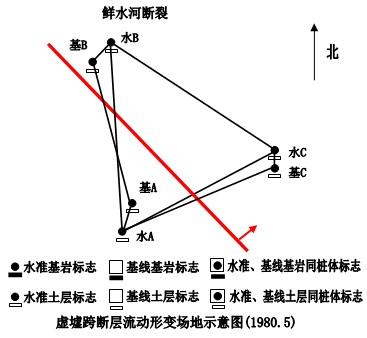 鲜水河断裂
水B
基B
北
水C
基C
基A
水A
水准基岩标志 基线基岩标志 水准、基线基岩同桩体标志
水准土层标志 基线土层标志 水准、基线土层同桩体标志
虚墟跨断层流动形变场地示意图(1980.5)